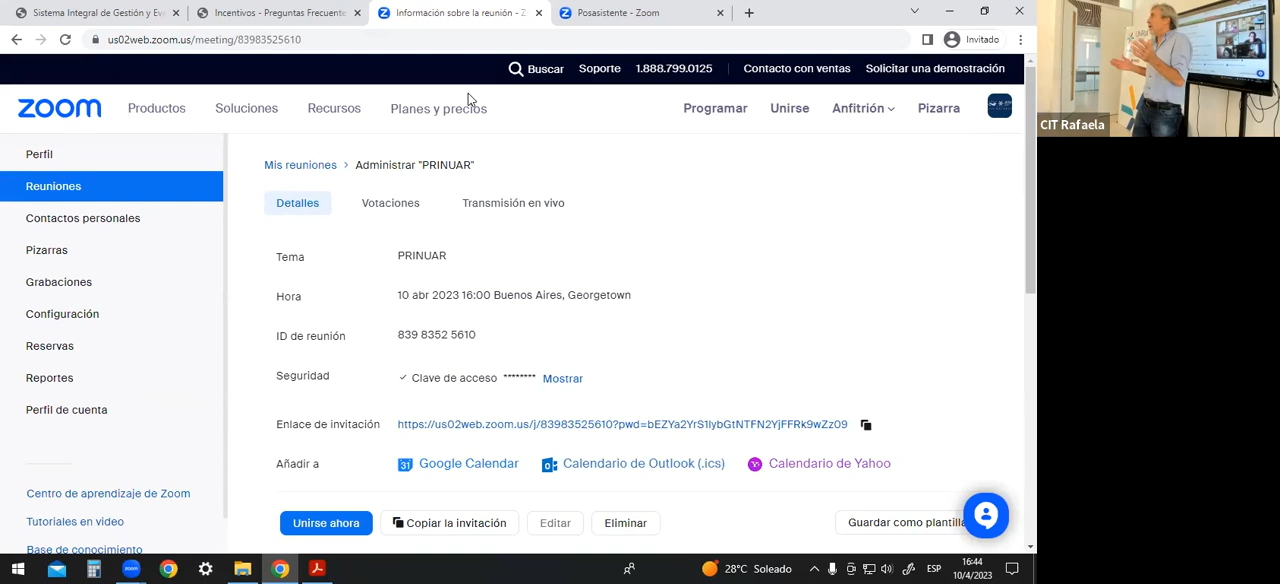 Sistema Integral de Gestión y Ev
Incentivos - Preguntas Frecuente
Información sobre la reunión - Z
Posasistente - Zoom
us02web.zoom.us/meeting/83983525610
Invitado
Buscar
Soporte
1.888.799.0125
Contacto con ventas
Solicitar una demostración
zoom
Productos
Soluciones
Recursos
Planes y precios
Programar
Unirse
Anfitrión
Pizarra
CIT Rafaela
Perfil
Reuniones
Contactos personales
Pizarras
Grabaciones
Configuración
Reservas
Reportes
Perfil de cuenta
Centro de aprendizaje de Zoom
Tutoriales en video
Base de conocimiento
Mis reuniones > Administrar "PRINUAR"
Detalles
Votaciones
Transmisión en vivo
Tema PRINUAR
Hora 10 abr 2023 16:00 Buenos Aires, Georgetown
ID de reunión 839 8352 5610
Seguridad ✓ Clave de acceso ******** Mostrar
Enlace de invitación https://us02web.zoom.us/j/83983525610?pwd=bEZYa2YrS1IybGtNTFN2YjFFRk9wZz09
Añadir a Google Calendar Calendario de Outlook (.ics) Calendario de Yahoo
Unirse ahora
Copiar la invitación
Editar
Eliminar
Guardar como plantilla
28°C Soleado
ESP
16:44
10/4/2023